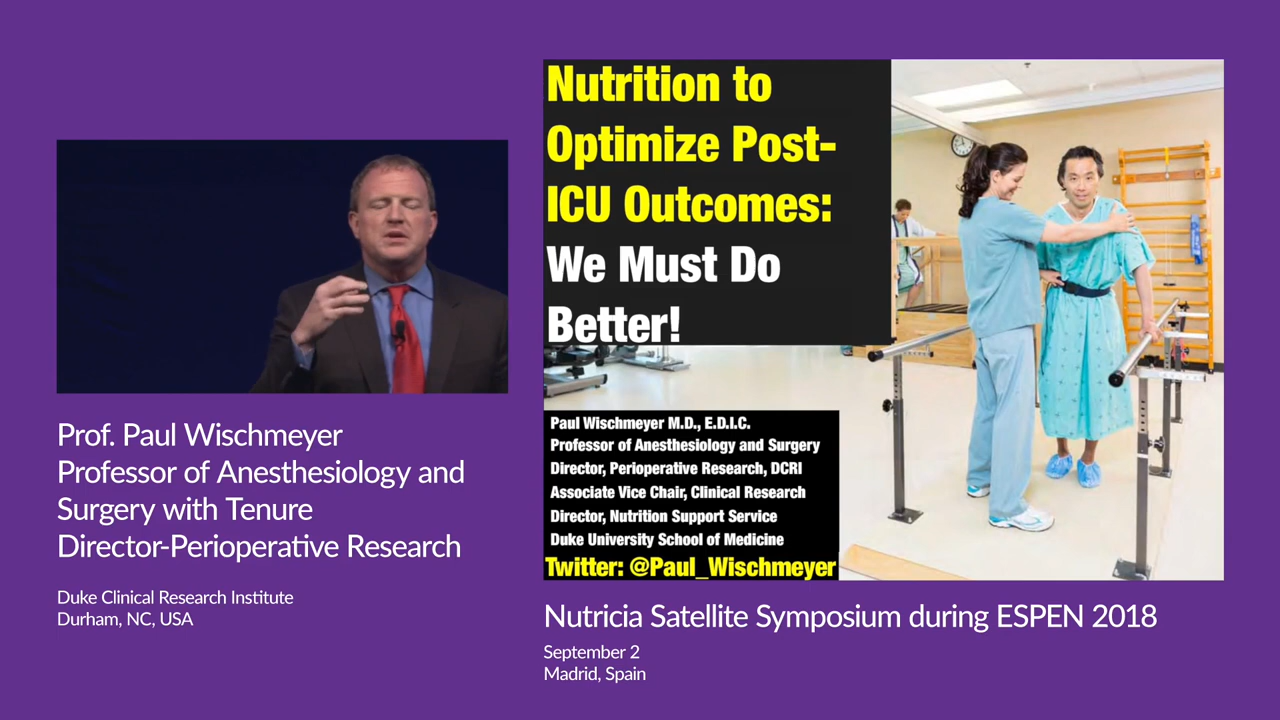 Prof. Paul Wischmeyer
Professor of Anesthesiology and
Surgery with Tenure
Director-Perioperative Research
Duke Clinical Research Institute
Durham, NC, USA
Nutrition to
Optimize Post-
ICU Outcomes:
We Must Do
Better!
Paul Wischmeyer M.D., E.D.I.C.
Professor of Anesthesiology and Surgery
Director, Perioperative Research, DCRI
Associate Vice Chair, Clinical Research
Director, Nutrition Support Service
Duke University School of Medicine
Twitter: @Paul_Wischmeyer
Nutricia Satellite Symposium during ESPEN 2018
September 2
Madrid, Spain